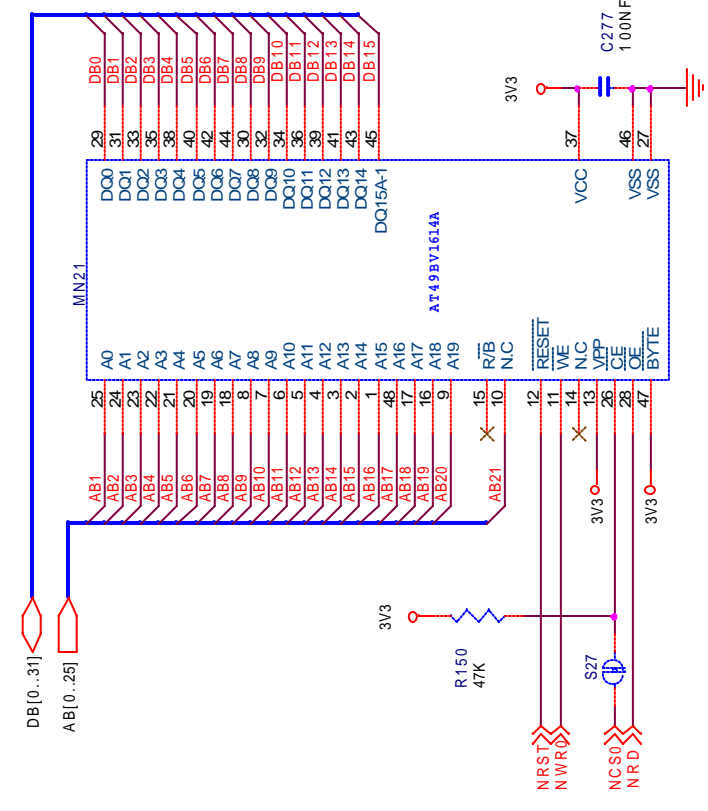 DB[0..31]
AB[0..25]
MN21
AB1 25 A0 DQ0 29 DB0
AB2 24 A1 DQ1 31 DB1
AB3 23 A2 DQ2 33 DB2
AB4 22 A3 DQ3 35 DB3
AB5 21 A4 DQ4 38 DB4
AB6 20 A5 DQ5 40 DB5
AB7 19 A6 DQ6 42 DB6
AB8 18 A7 DQ7 44 DB7
AB9 8 A8 DQ8 30 DB8
AB10 7 A9 DQ9 32 DB9
AB11 6 A10 DQ10 34 DB10
AB12 5 A11 DQ11 36 DB11
AB13 4 A12 DQ12 39 DB12
AB14 3 A13 DQ13 41 DB13
AB15 2 A14 DQ14 43 DB14
AB16 1 A15 DQ15A-1 45 DB15
AB17 48 A16
AB18 17 A17
AB19 16 A18
AB20 9 A19
AT49BV1614A
15 R/B
AB21 10 N.C
3V3
R150
47K
NRST 12 RESET
NWR0 11 WE
14 N.C
3V3 13 VPP
NCS0 S27 26 CE
NRD 28 OE
3V3 47 BYTE
VCC 37
3V3
C277
100NF
VSS 46
VSS 27